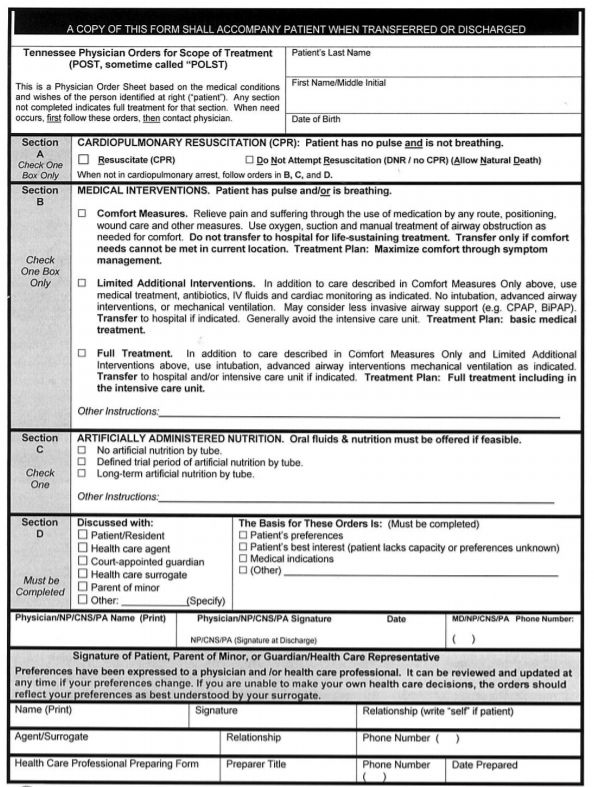 A COPY OF THIS FORM SHALL ACCOMPANY PATIENT WHEN TRANSFERRED OR DISCHARGED
Tennessee Physician Orders for Scope of Treatment
(POST, sometime called "POLST)
This is a Physician Order Sheet based on the medical conditions
and wishes of the person identified at right ("patient"). Any section
not completed indicates full treatment for that section. When need
occurs, first follow these orders, then contact physician.
Patient's Last Name
First Name/Middle Initial
Date of Birth
Section
A
Check One
Box Only
CARDIOPULMONARY RESUSCITATION (CPR): Patient has no pulse and is not breathing.
☐ Resuscitate (CPR) ☐ Do Not Attempt Resuscitation (DNR / no CPR) (Allow Natural Death)
When not in cardiopulmonary arrest, follow orders in B, C, and D.
Section
B
Check
One Box
Only
MEDICAL INTERVENTIONS. Patient has pulse and/or is breathing.
☐ Comfort Measures. Relieve pain and suffering through the use of medication by any route, positioning,
wound care and other measures. Use oxygen, suction and manual treatment of airway obstruction as
needed for comfort. Do not transfer to hospital for life-sustaining treatment. Transfer only if comfort
needs cannot be met in current location. Treatment Plan: Maximize comfort through symptom
management.
☐ Limited Additional Interventions. In addition to care described in Comfort Measures Only above, use
medical treatment, antibiotics, IV fluids and cardiac monitoring as indicated. No intubation, advanced airway
interventions, or mechanical ventilation. May consider less invasive airway support (e.g. CPAP, BiPAP).
Transfer to hospital if indicated. Generally avoid the intensive care unit. Treatment Plan: basic medical
treatment.
☐ Full Treatment. In addition to care described in Comfort Measures Only and Limited Additional
Interventions above, use intubation, advanced airway interventions mechanical ventilation as indicated.
Transfer to hospital and/or intensive care unit if indicated. Treatment Plan: Full treatment including in
the intensive care unit.
Other Instructions:
Section
C
Check
One
ARTIFICIALLY ADMINISTERED NUTRITION. Oral fluids & nutrition must be offered if feasible.
☐ No artificial nutrition by tube.
☐ Defined trial period of artificial nutrition by tube.
☐ Long-term artificial nutrition by tube.
Other Instructions:
Section
D
Must be
Completed
Discussed with:
☐ Patient/Resident
☐ Health care agent
☐ Court-appointed guardian
☐ Health care surrogate
☐ Parent of minor
☐ Other: (Specify)
The Basis for These Orders Is: (Must be completed)
☐ Patient's preferences
☐ Patient's best interest (patient lacks capacity or preferences unknown)
☐ Medical indications
☐ (Other)
Physician/NP/CNS/PA Name (Print) Physician/NP/CNS/PA Signature Date MD/NP/CNS/PA Phone Number:
NP/CNS/PA (Signature at Discharge) ( )
Signature of Patient, Parent of Minor, or Guardian/Health Care Representative
Preferences have been expressed to a physician and /or health care professional. It can be reviewed and updated at
any time if your preferences change. If you are unable to make your own health care decisions, the orders should
reflect your preferences as best understood by your surrogate.
Name (Print) Signature Relationship (write "self" if patient)
Agent/Surrogate Relationship Phone Number ( )
Health Care Professional Preparing Form Preparer Title Phone Number Date Prepared
( )